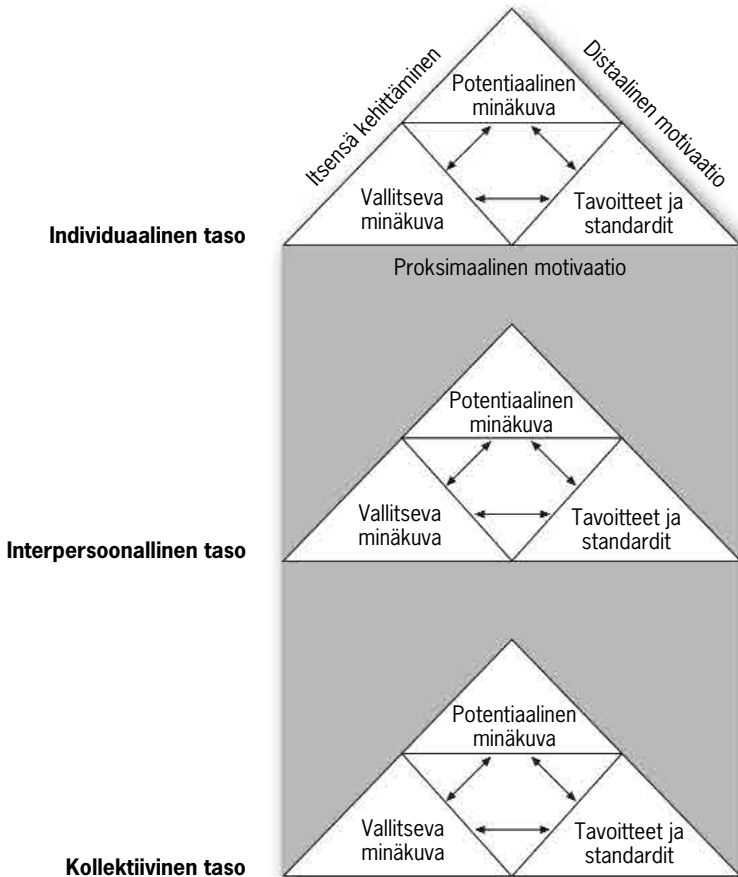 Itsensä kehittäminen
Distaalinen motivaatio
Potentiaalinen
minäkuva
Vallitseva
minäkuva
Tavoitteet ja
standardit
Individuaalinen taso
Proksimaalinen motivaatio
Potentiaalinen
minäkuva
Vallitseva
minäkuva
Tavoitteet ja
standardit
Interpersoonallinen taso
Potentiaalinen
minäkuva
Vallitseva
minäkuva
Tavoitteet ja
standardit
Kollektiivinen taso